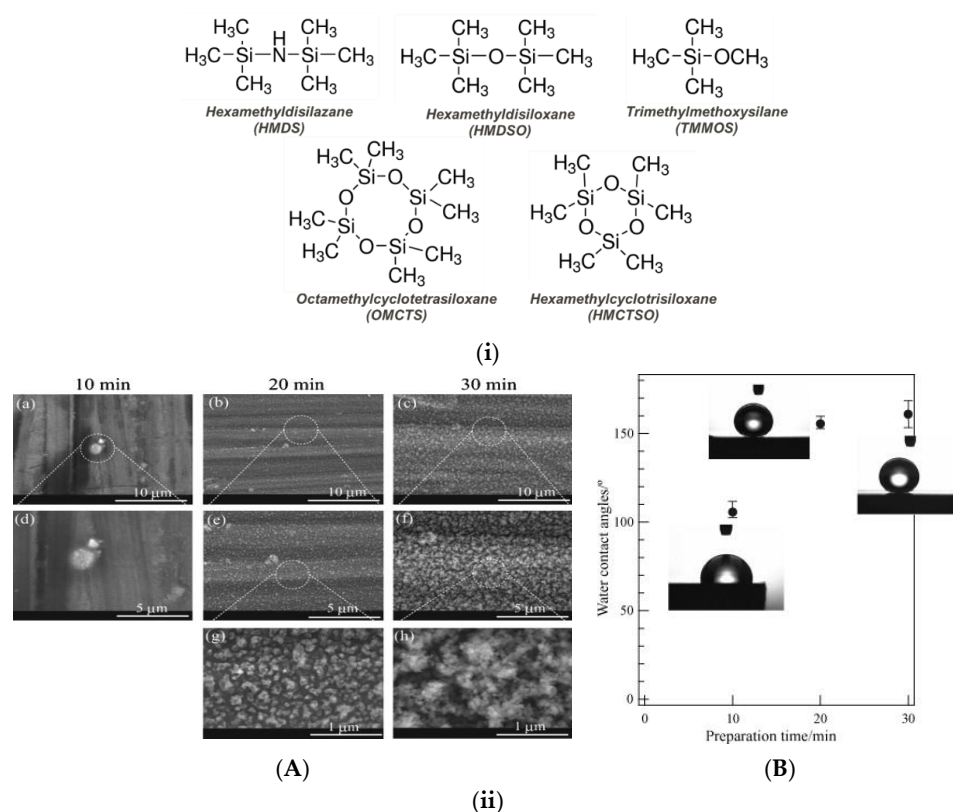 CH₃ H CH₃
H₃C–Si–N–Si–CH₃
CH₃ CH₃
Hexamethyldisilazane
(HMDS)
CH₃ CH₃
H₃C–Si–O–Si–CH₃
CH₃ CH₃
Hexamethyldisiloxane
(HMDSO)
CH₃
H₃C–Si–OCH₃
CH₃
Trimethylmethoxysilane
(TMMOS)
H₃C CH₃
Si O CH₃
O Si
H₃C CH₃
Si O
H₃C O Si CH₃
CH₃
Octamethylcyclotetrasiloxane
(OMCTS)
H₃C CH₃
O
H₃C Si Si CH₃
O O
Si
H₃C CH₃
Hexamethylcyclotrisiloxane
(HMCTSO)
(i)
10 min 20 min 30 min
(a) (b) (c)
10 μm 10 μm 10 μm
(d) (e) (f)
5 μm 5 μm 5 μm
(g) (h)
1 μm 1 μm
(A)
Water contact angles/º
150
100
50
0
0 10 20 30
Preparation time/min
(B)
(ii)